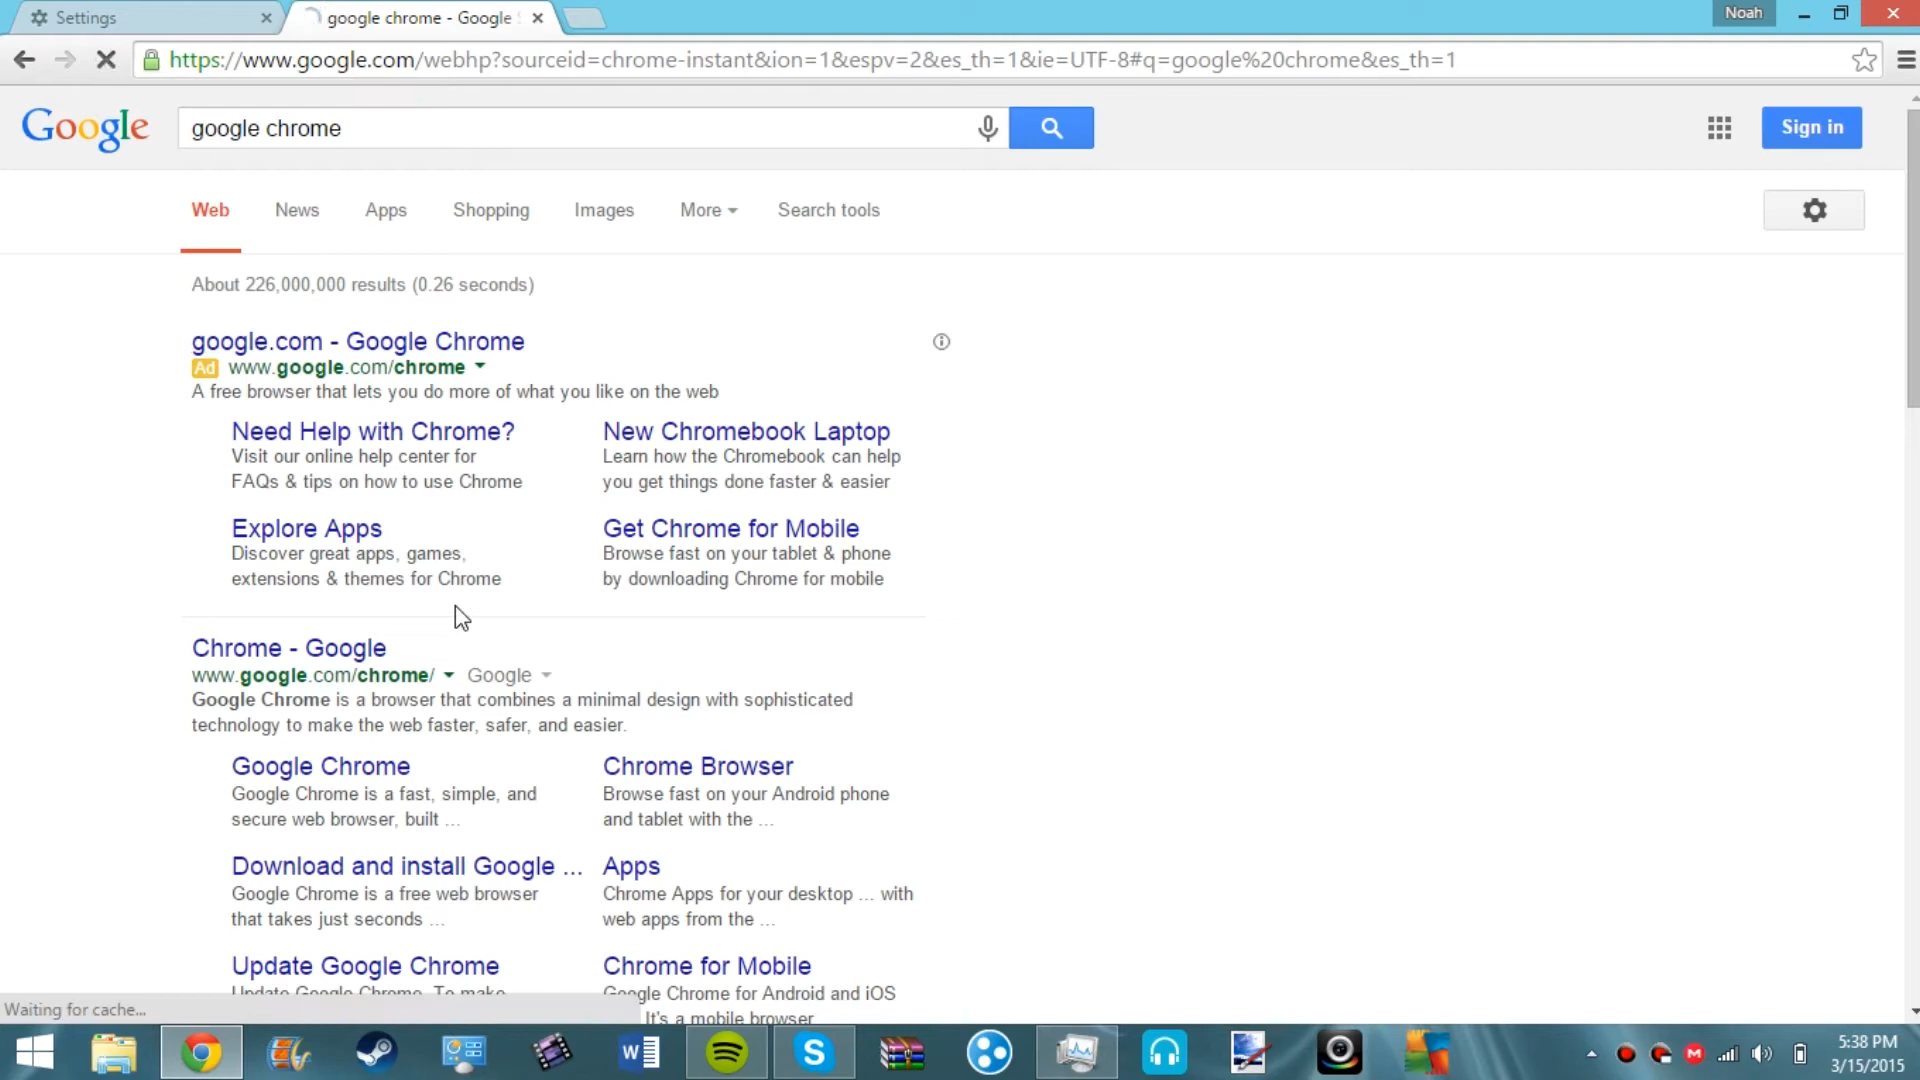 Settings
google chrome - Google S
Noah
https://www.google.com/webhp?sourceid=chrome-instant&ion=1&espv=2&es_th=1&ie=UTF-8#q=google%20chrome&es_th=1
Google
google chrome
Sign in
Web
News
Apps
Shopping
Images
More
Search tools
About 226,000,000 results (0.26 seconds)
google.com - Google Chrome
Ad www.google.com/chrome
A free browser that lets you do more of what you like on the web
Need Help with Chrome?
Visit our online help center for
FAQs & tips on how to use Chrome
New Chromebook Laptop
Learn how the Chromebook can help
you get things done faster & easier
Explore Apps
Discover great apps, games,
extensions & themes for Chrome
Get Chrome for Mobile
Browse fast on your tablet & phone
by downloading Chrome for mobile
Chrome - Google
www.google.com/chrome/ Google
Google Chrome is a browser that combines a minimal design with sophisticated
technology to make the web faster, safer, and easier.
Google Chrome
Google Chrome is a fast, simple, and
secure web browser, built ...
Chrome Browser
Browse fast on your Android phone
and tablet with the ...
Download and install Google ...
Google Chrome is a free web browser
that takes just seconds ...
Apps
Chrome Apps for your desktop ... with
web apps from the ...
Update Google Chrome
Update Google Chrome. To make
Chrome for Mobile
Google Chrome for Android and iOS
It's a mobile browser
Waiting for cache...
5:38 PM
3/15/2015